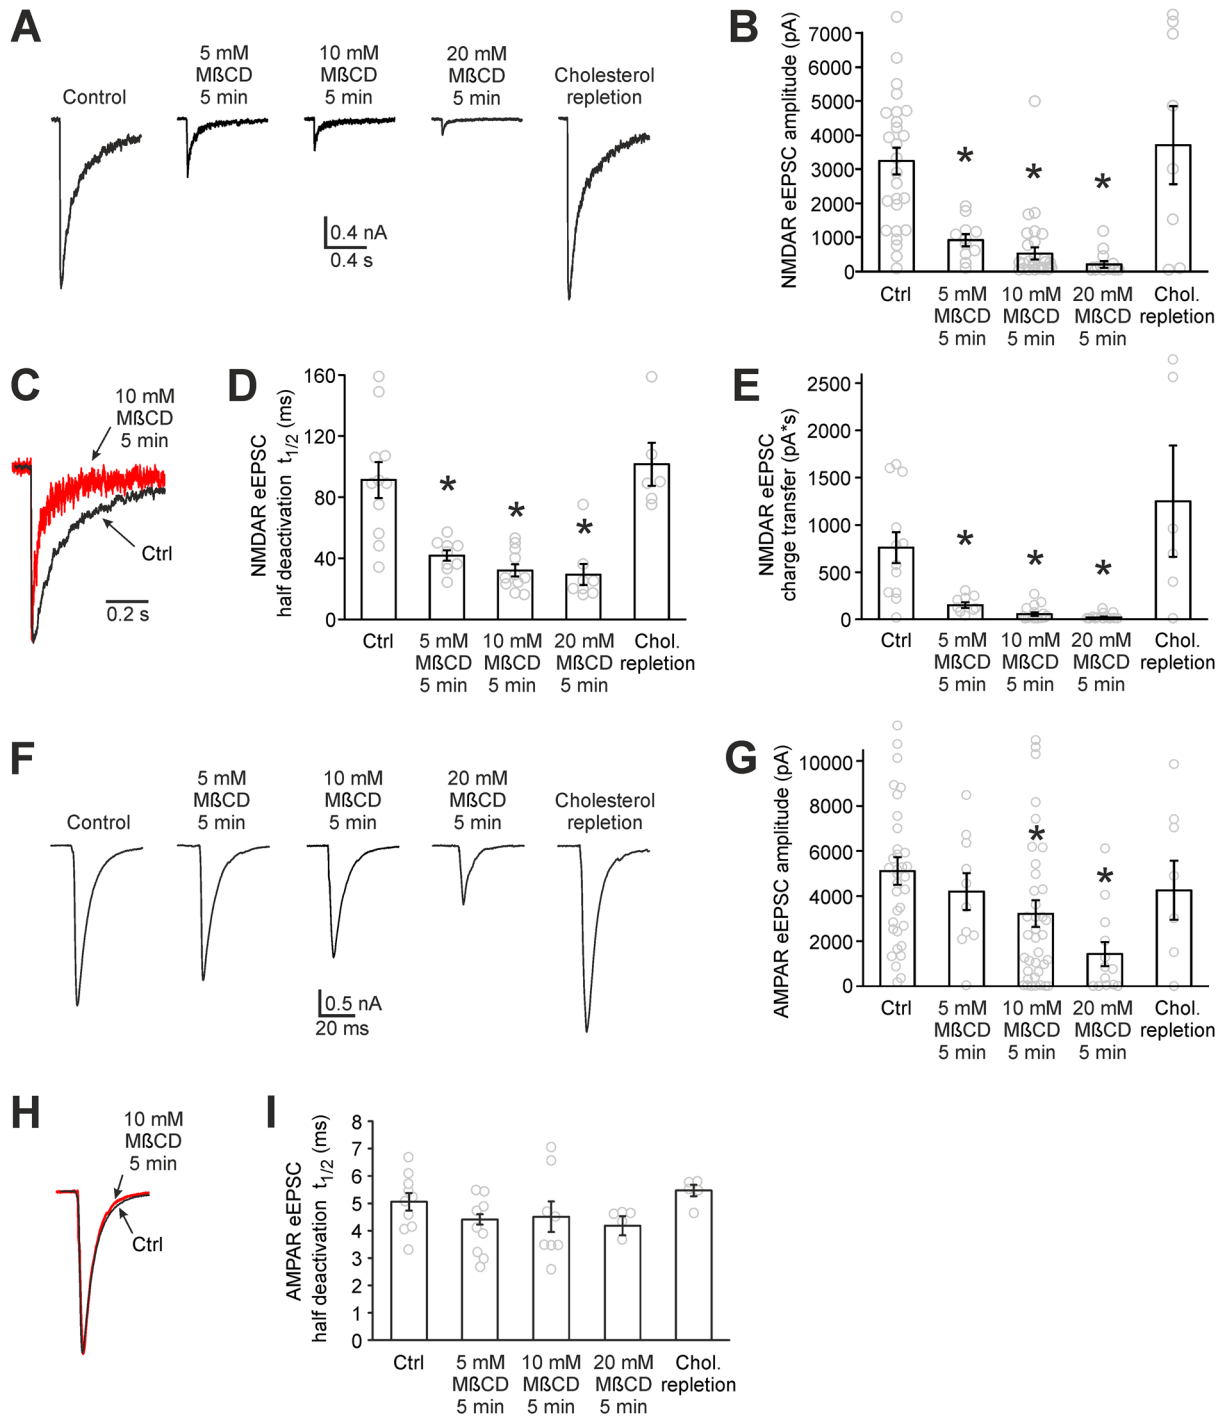 A
Control
5 mM
MßCD
5 min
10 mM
MßCD
5 min
20 mM
MßCD
5 min
Cholesterol
repletion
0.4 nA
0.4 s
B
NMDAR eEPSC amplitude (pA)
7000
6000
5000
4000
3000
2000
1000
0
*
*
*
Ctrl
5 mM
MßCD
5 min
10 mM
MßCD
5 min
20 mM
MßCD
5 min
Chol.
repletion
C
10 mM
MßCD
5 min
Ctrl
0.2 s
D
NMDAR eEPSC
half deactivation t1/2 (ms)
160
120
80
40
0
*
*
*
Ctrl
5 mM
MßCD
5 min
10 mM
MßCD
5 min
20 mM
MßCD
5 min
Chol.
repletion
E
NMDAR eEPSC
charge transfer (pA*s)
2500
2000
1500
1000
500
0
*
*
*
Ctrl
5 mM
MßCD
5 min
10 mM
MßCD
5 min
20 mM
MßCD
5 min
Chol.
repletion
F
Control
5 mM
MßCD
5 min
10 mM
MßCD
5 min
20 mM
MßCD
5 min
Cholesterol
repletion
0.5 nA
20 ms
G
AMPAR eEPSC amplitude (pA)
10000
8000
6000
4000
2000
0
*
*
Ctrl
5 mM
MßCD
5 min
10 mM
MßCD
5 min
20 mM
MßCD
5 min
Chol.
repletion
H
10 mM
MßCD
5 min
Ctrl
I
AMPAR eEPSC
half deactivation t1/2 (ms)
8
7
6
5
4
3
2
1
0
Ctrl
5 mM
MßCD
5 min
10 mM
MßCD
5 min
20 mM
MßCD
5 min
Chol.
repletion